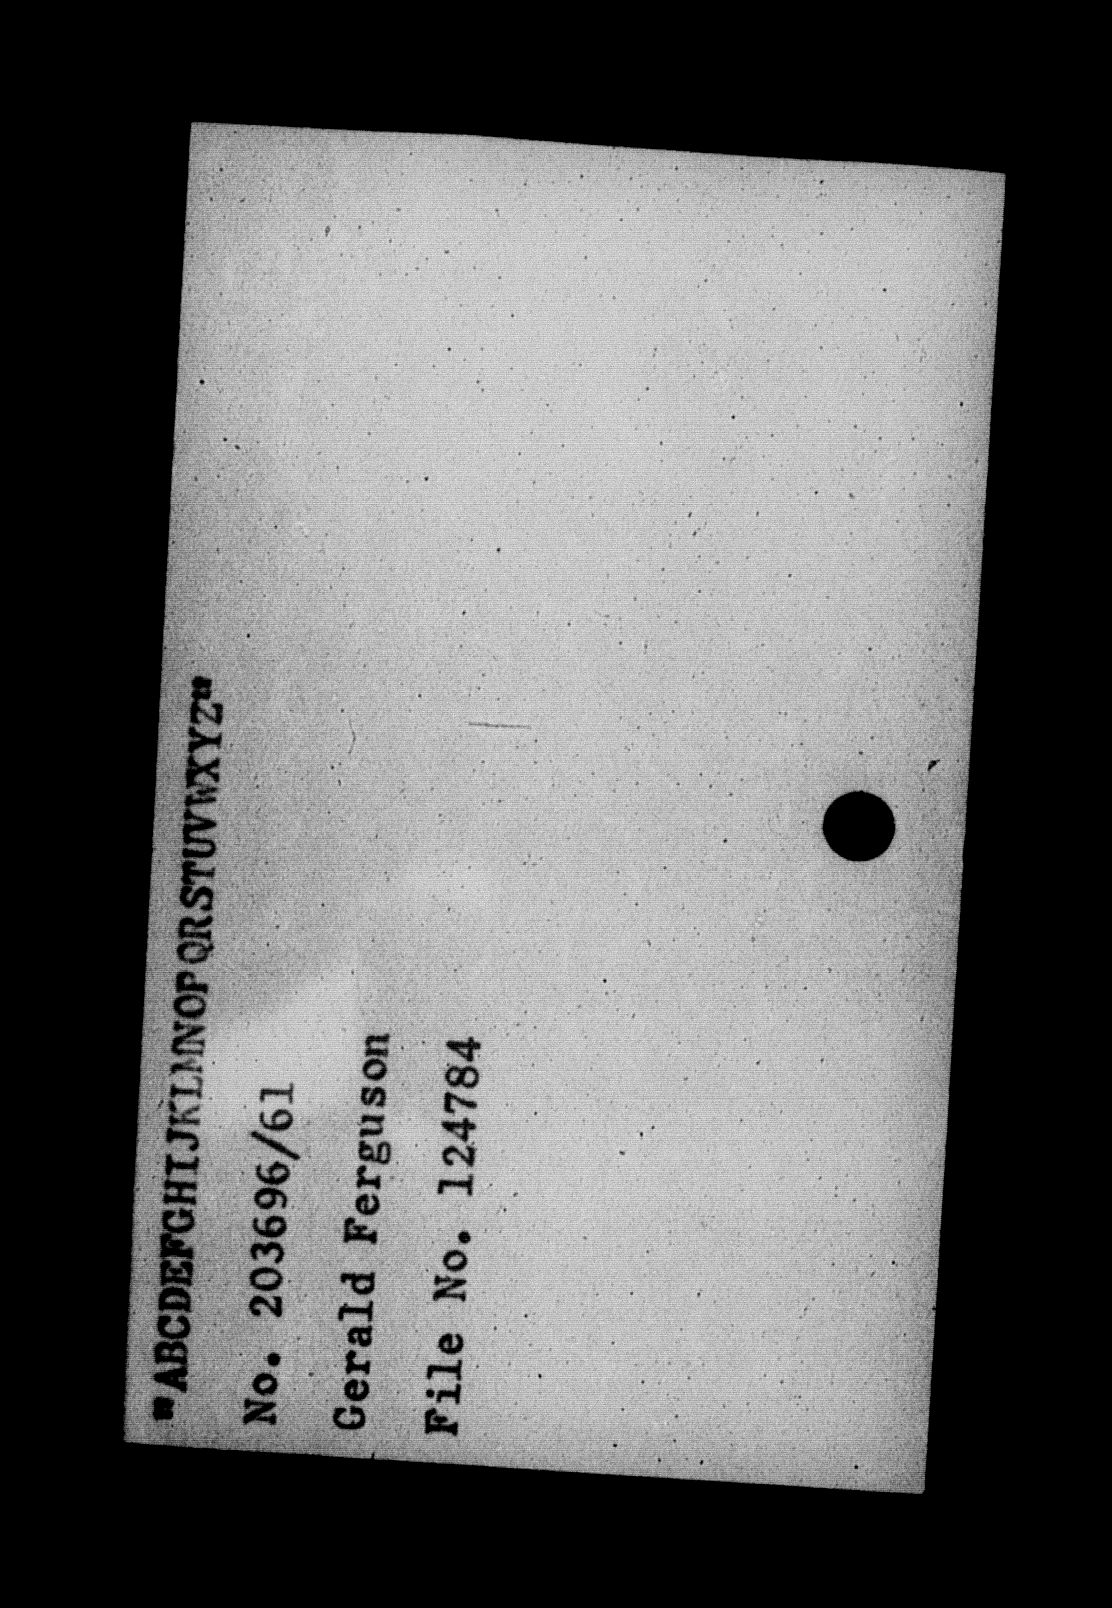 "ABCDEFGHIJKLMNOPQRSTUVWXYZ"
No. 203696/61
Gerald Ferguson
File No. 124784